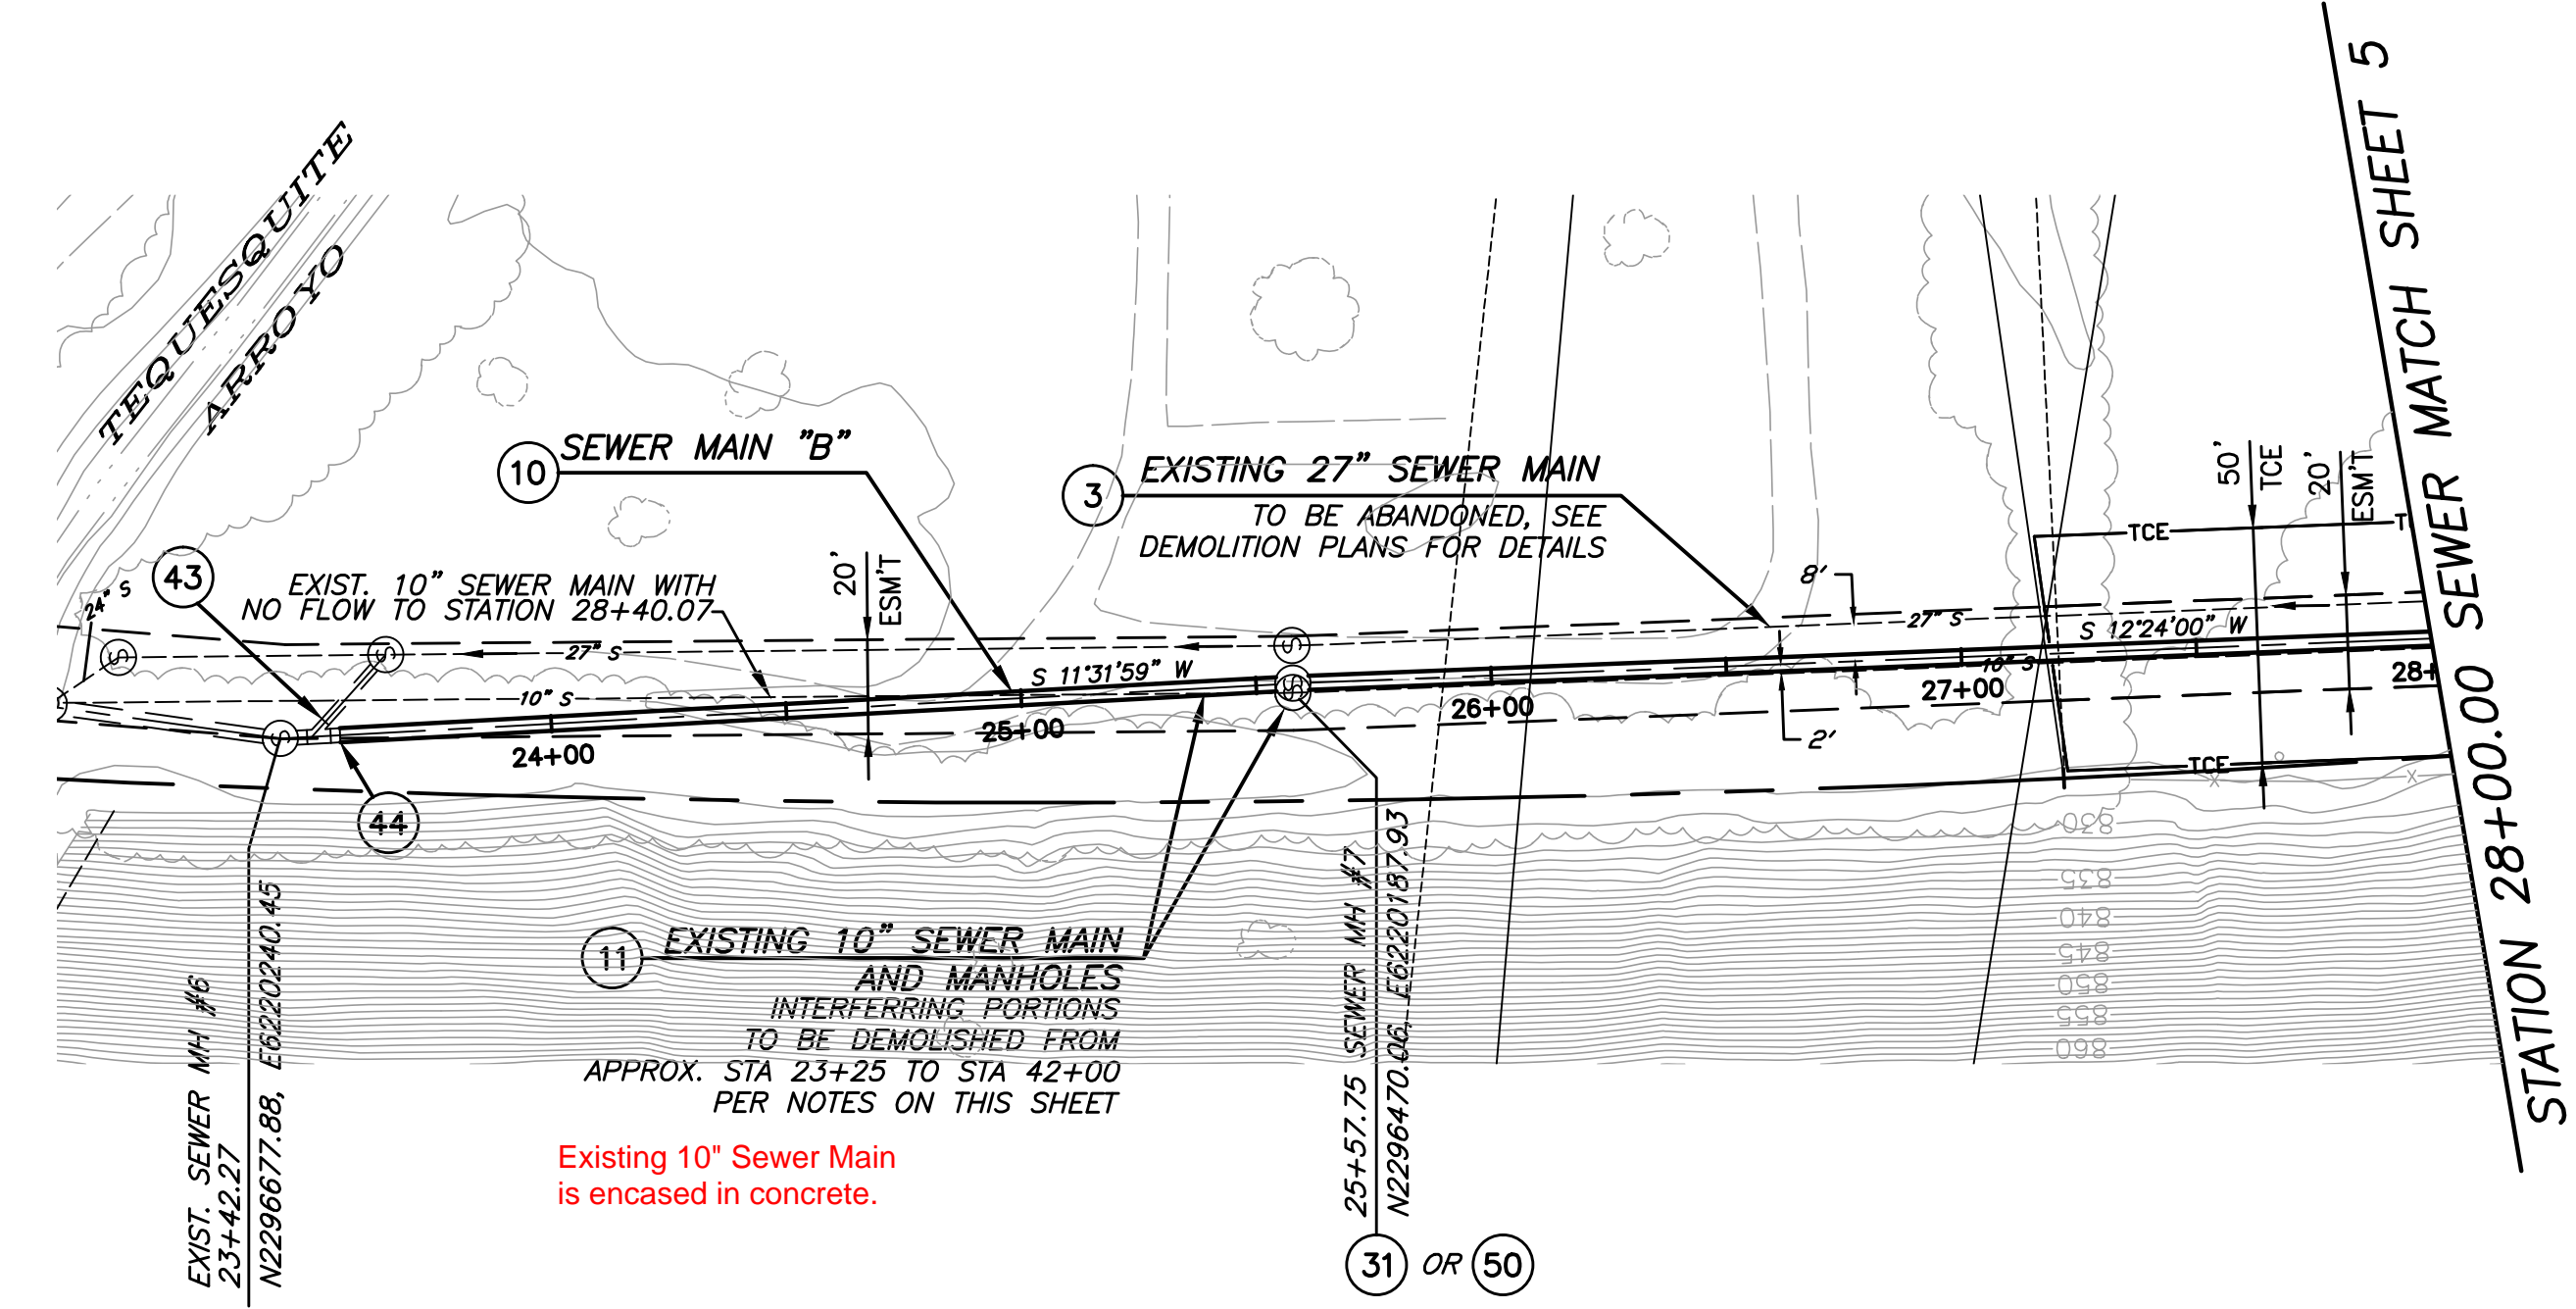 TEQUESQUITE
ARROYO
SEWER MATCH SHEET 5
STATION 28+00.00
10
SEWER MAIN "B"
3
EXISTING 27" SEWER MAIN
TO BE ABANDONED, SEE
DEMOLITION PLANS FOR DETAILS
50'
TCE
20'
ESM'T
TCE
43
24" S
EXIST. 10" SEWER MAIN WITH
NO FLOW TO STATION 28+40.07
20'
ESM'T
8'
27" S
S 12°24'00" W
27" S
S 11°31'59" W
10" S
10" S
2'
24+00
25+00
26+00
27+00
28+
TCE
44
830
835
840
845
850
855
860
11
EXISTING 10" SEWER MAIN
AND MANHOLES
INTERFERRING PORTIONS
TO BE DEMOLISHED FROM
APPROX. STA 23+25 TO STA 42+00
PER NOTES ON THIS SHEET
Existing 10" Sewer Main
is encased in concrete.
EXIST. SEWER MH #6
23+42.27
N2296677.88, E6220240.45
25+57.75 SEWER MH #7
N2296470.06, E6220187.93
31 OR 50